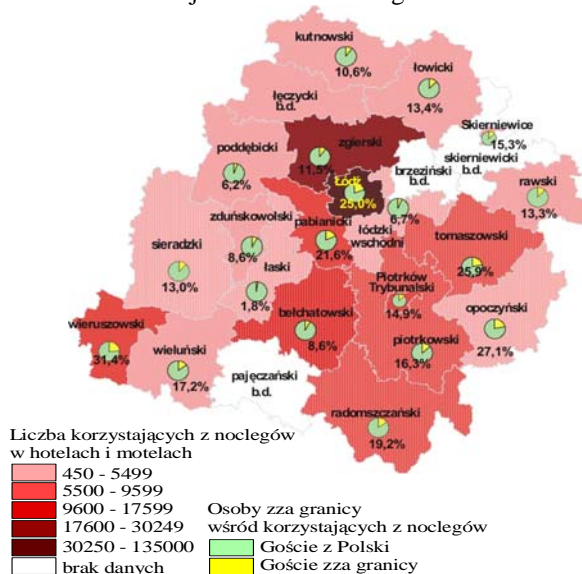 kutnowski
10,6%
łowicki
13,4%
łęczycki
b.d.
zgierski
11,5%
Skierniewice
15,3%
skierniewicki
b.d.
poddębicki
6,2%
Łódź
25,0%
brzeziński
b.d.
rawski
13,3%
zduńskowolski
8,6%
pabianicki
21,6%
6,7%
łódzki
wschodni
sieradzki
13,0%
łaski
1,8%
tomaszowski
25,9%
Piotrków
Trybunalski
14,9%
opoczyński
27,1%
wieruszowski
31,4%
bełchatowski
8,6%
piotrkowski
16,3%
wieluński
17,2%
pajęczański
b.d.
radomszczański
19,2%
Liczba korzystających z noclegów
w hotelach i motelach
450 - 5499
5500 - 9599
9600 - 17599
17600 - 30249
30250 - 135000
brak danych
Osoby zza granicy
wśród korzystających z noclegów
Goście z Polski
Goście zza granicy